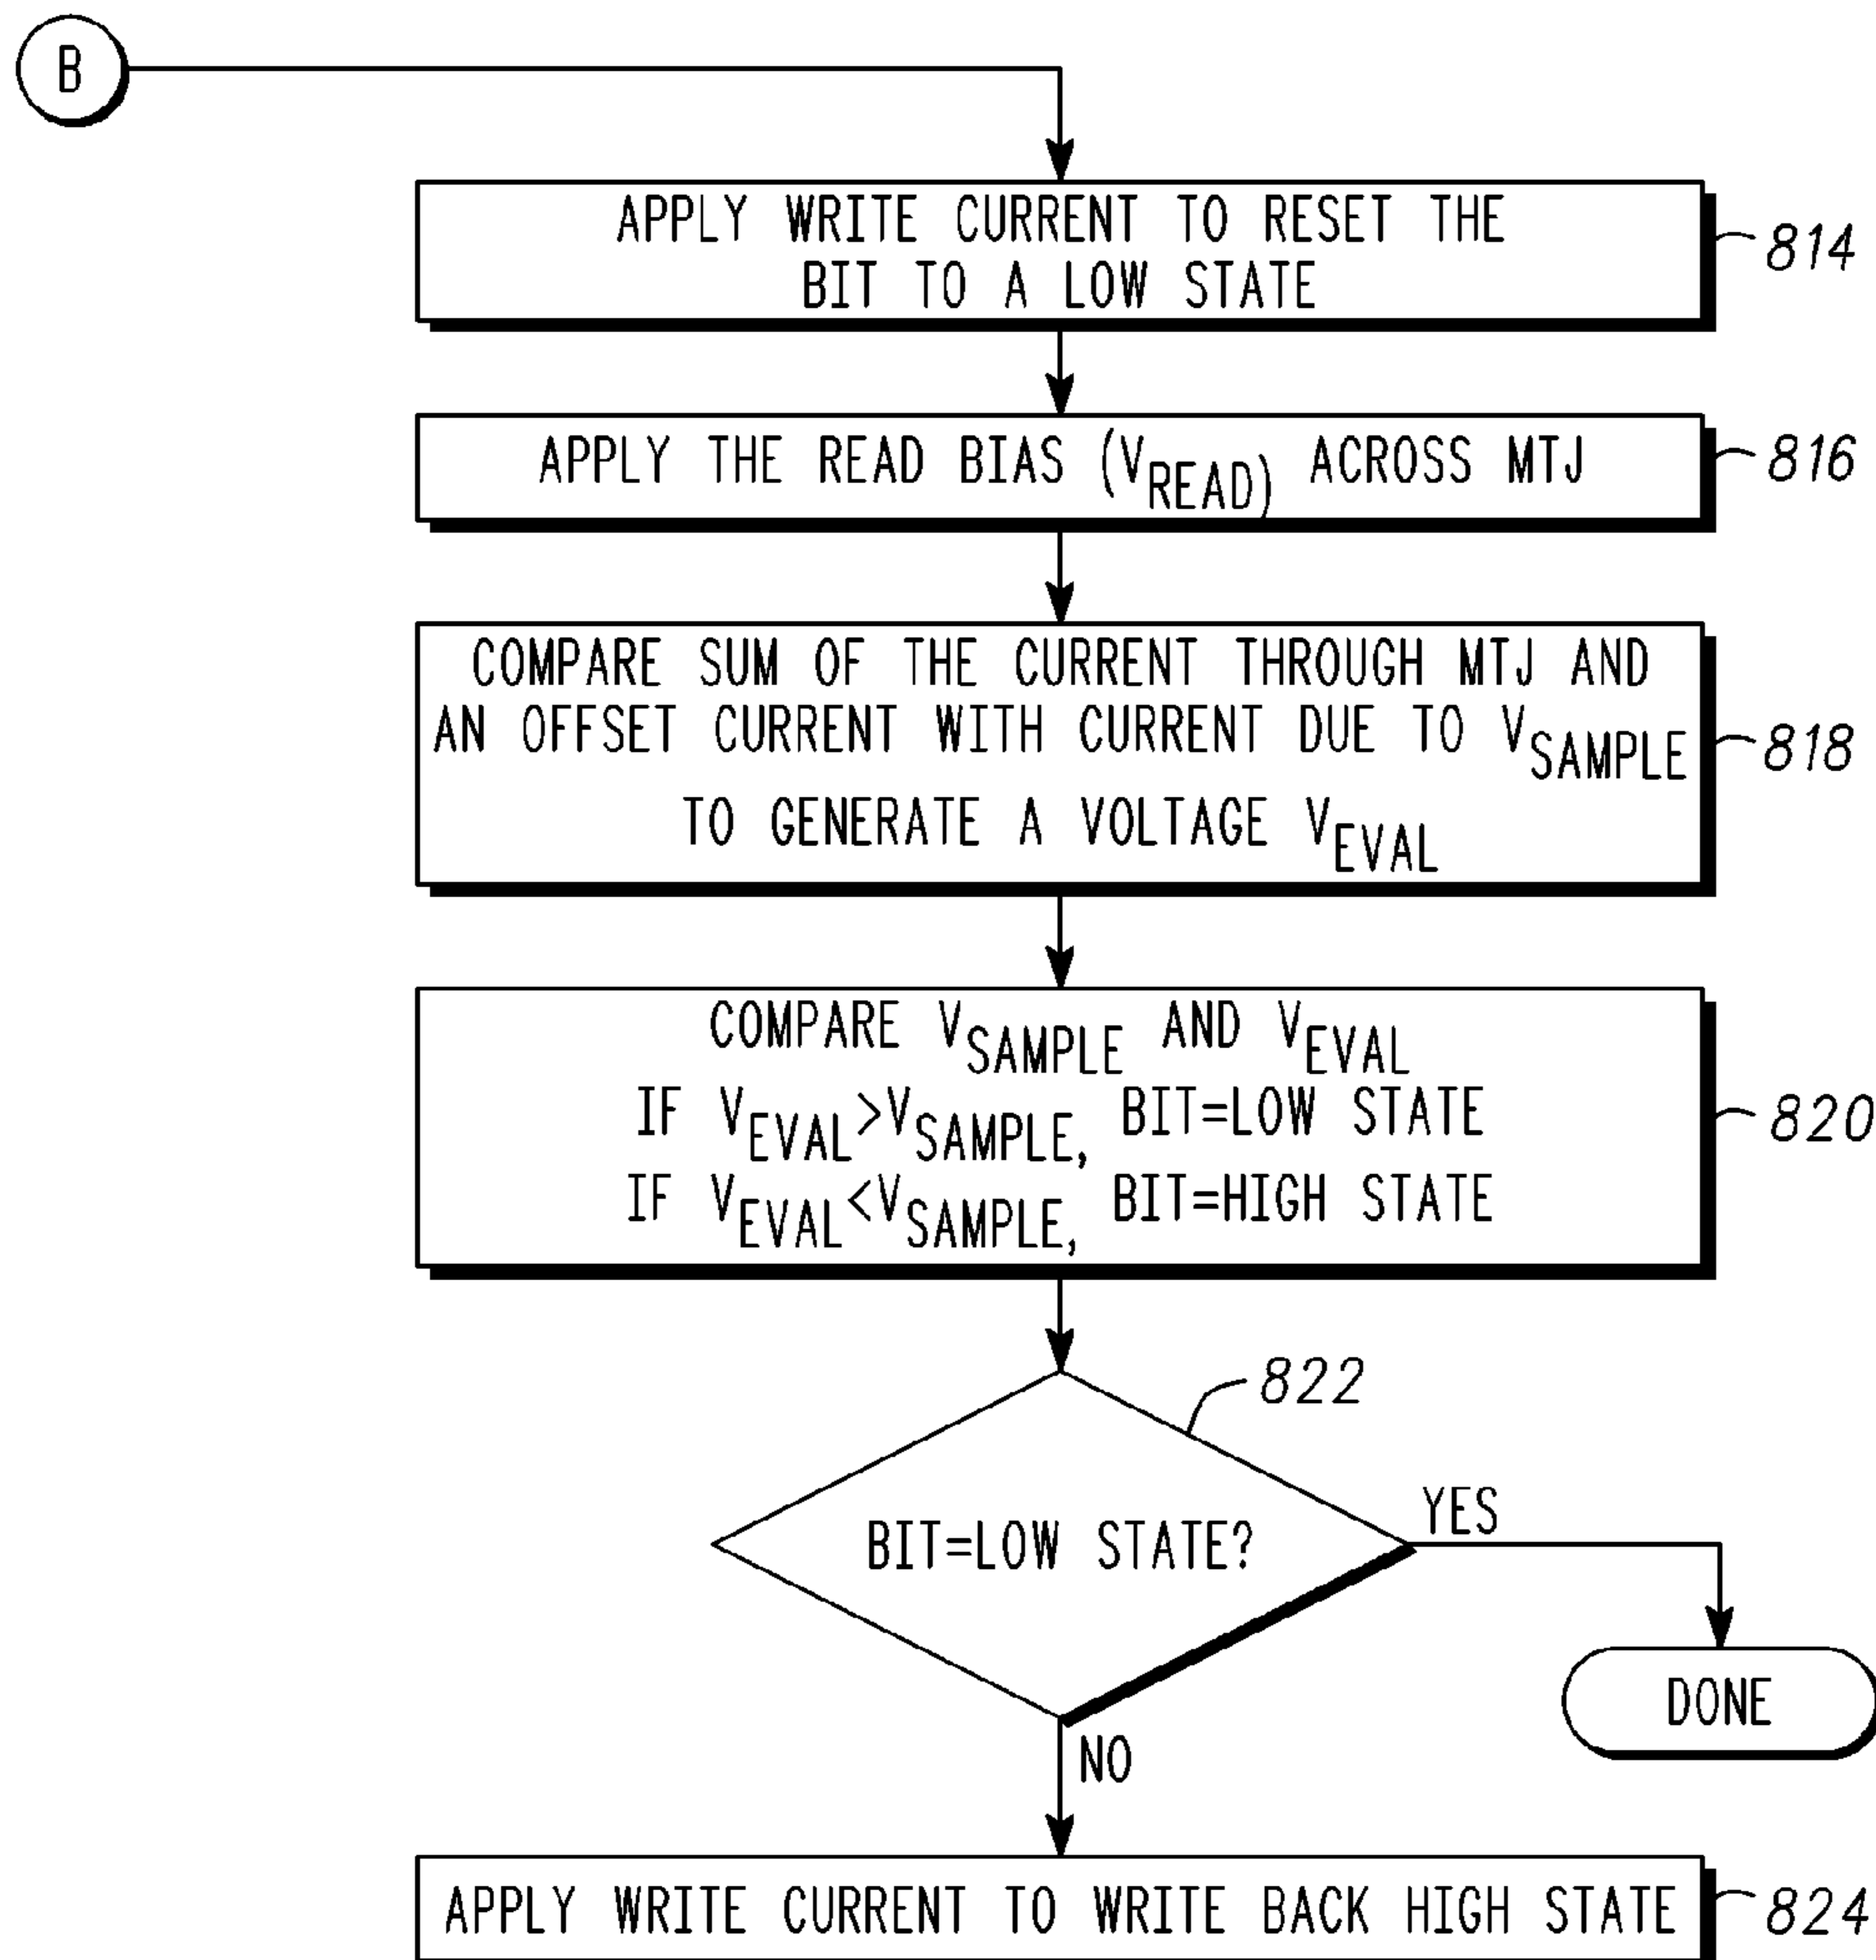 B
APPLY WRITE CURRENT TO RESET THE
BIT TO A LOW STATE
814
APPLY THE READ BIAS (VREAD) ACROSS MTJ
816
COMPARE SUM OF THE CURRENT THROUGH MTJ AND
AN OFFSET CURRENT WITH CURRENT DUE TO VSAMPLE
TO GENERATE A VOLTAGE VEVAL
818
COMPARE VSAMPLE AND VEVAL
IF VEVAL>VSAMPLE, BIT=LOW STATE
IF VEVAL<VSAMPLE, BIT=HIGH STATE
820
822
BIT=LOW STATE?
YES
DONE
NO
APPLY WRITE CURRENT TO WRITE BACK HIGH STATE
824